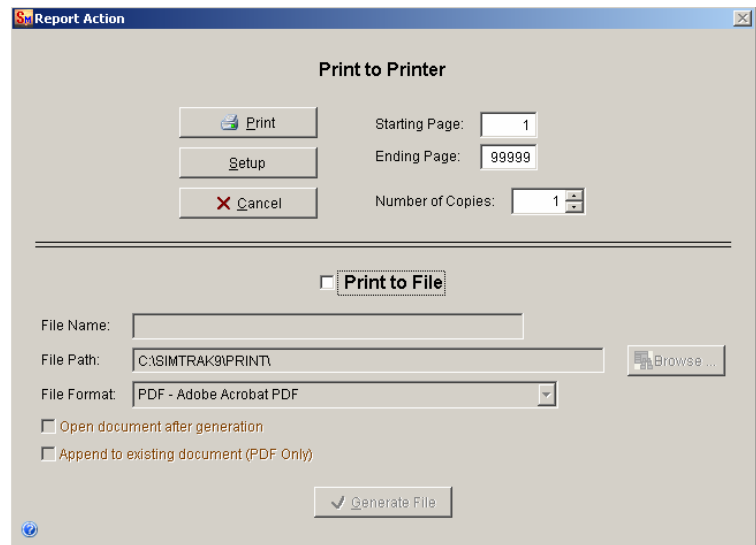 SM Report Action
Print to Printer
Print
Starting Page: 1
Setup
Ending Page: 99999
Cancel
Number of Copies: 1
Print to File
File Name:
File Path: C:\SIMTRAK9\PRINT\
Browse ...
File Format: PDF - Adobe Acrobat PDF
Open document after generation
Append to existing document (PDF Only)
Generate File